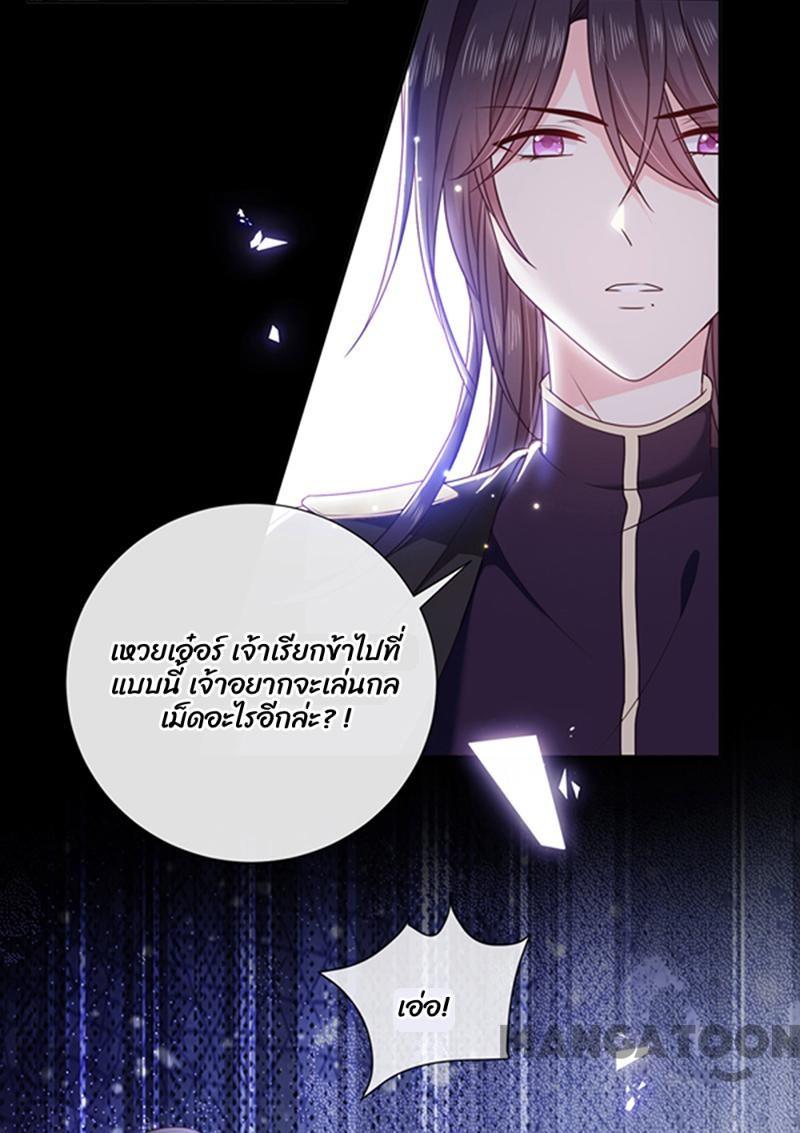 เหวยเอ๋อร์ เจ้าเรียกข้าไปที่
แบบนี้ เจ้าอยากจะเล่นกล
เม็ดอะไรอีกล่ะ?!
เอ่อ!
MANGATOON